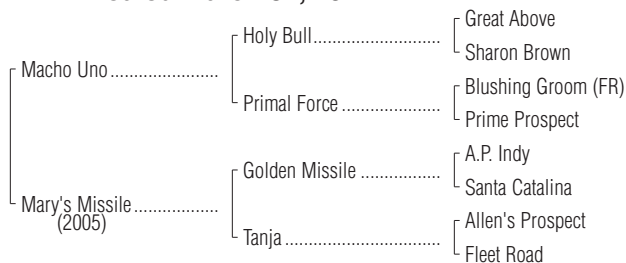 Great Above
Holy Bull
Sharon Brown
Macho Uno
Blushing Groom (FR)
Primal Force
Prime Prospect
A.P. Indy
Golden Missile
Santa Catalina
Mary's Missile
(2005)
Allen's Prospect
Tanja
Fleet Road